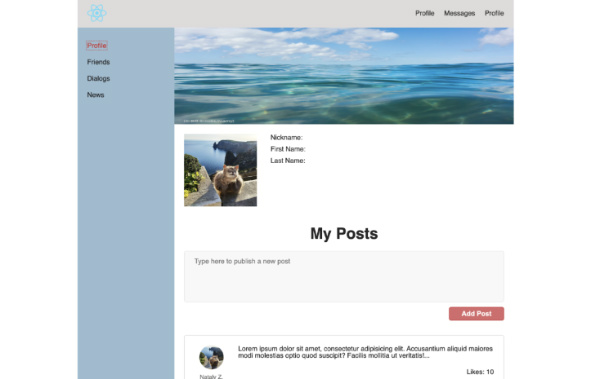 Profile Messages Profile
Profile
Friends
Dialogs
News
Nickname:
First Name:
Last Name:
My Posts
Type here to publish a new post
Add Post
Lorem ipsum dolor sit amet, consectetur adipisicing elit. Accusantium aliquid maiores
modi molestias optio quod suscipit? Facilis mollitia ut veritatis!...
Likes: 10
Nataly Z.